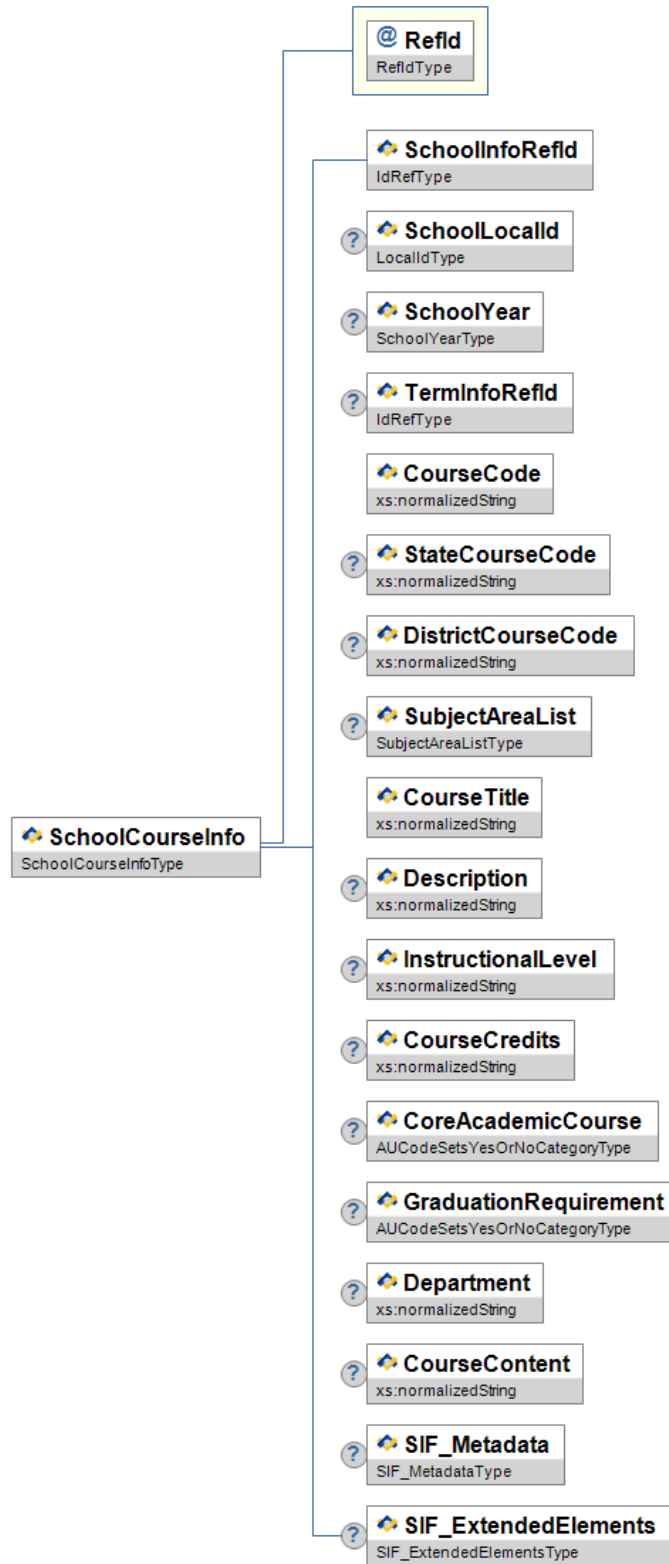 @ RefId
RefIdType
SchoolInfoRefId
IdRefType
? SchoolLocalId
LocalIdType
? SchoolYear
SchoolYearType
? TermInfoRefId
IdRefType
CourseCode
xs:normalizedString
? StateCourseCode
xs:normalizedString
? DistrictCourseCode
xs:normalizedString
? SubjectAreaList
SubjectAreaListType
CourseTitle
xs:normalizedString
SchoolCourseInfo
SchoolCourseInfoType
? Description
xs:normalizedString
? InstructionalLevel
xs:normalizedString
? CourseCredits
xs:normalizedString
? CoreAcademicCourse
AUCodeSetsYesOrNoCategoryType
? GraduationRequirement
AUCodeSetsYesOrNoCategoryType
? Department
xs:normalizedString
? CourseContent
xs:normalizedString
? SIF_Metadata
SIF_MetadataType
? SIF_ExtendedElements
SIF_ExtendedElementsType